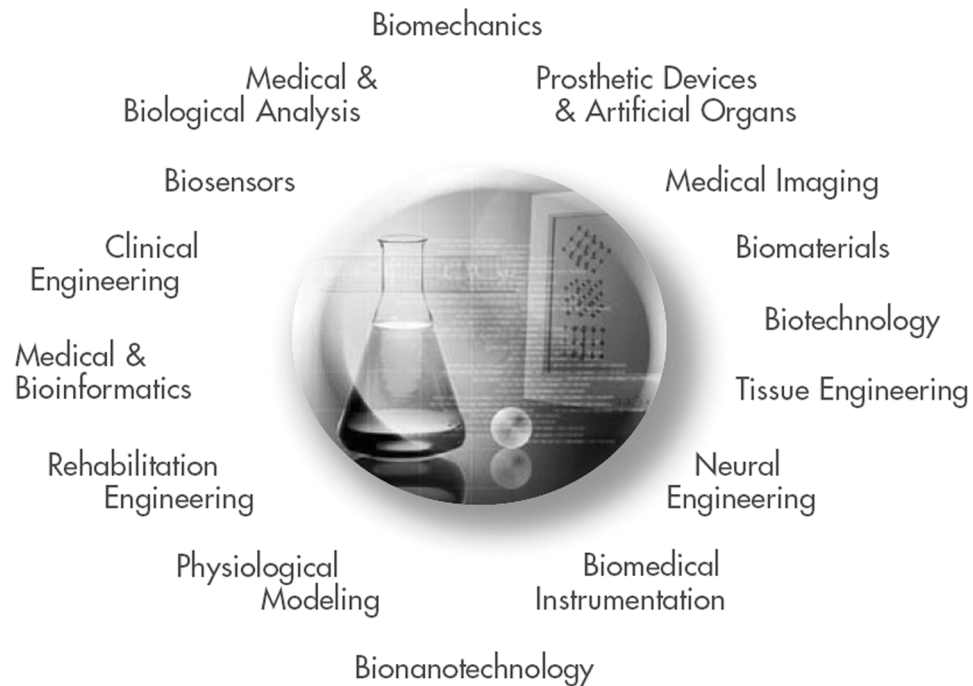 Biomechanics
Medical &
Biological Analysis
Prosthetic Devices
& Artificial Organs
Biosensors
Medical Imaging
Clinical
Engineering
Biomaterials
Biotechnology
Medical &
Bioinformatics
Tissue Engineering
Rehabilitation
Engineering
Neural
Engineering
Physiological
Modeling
Biomedical
Instrumentation
Bionanotechnology